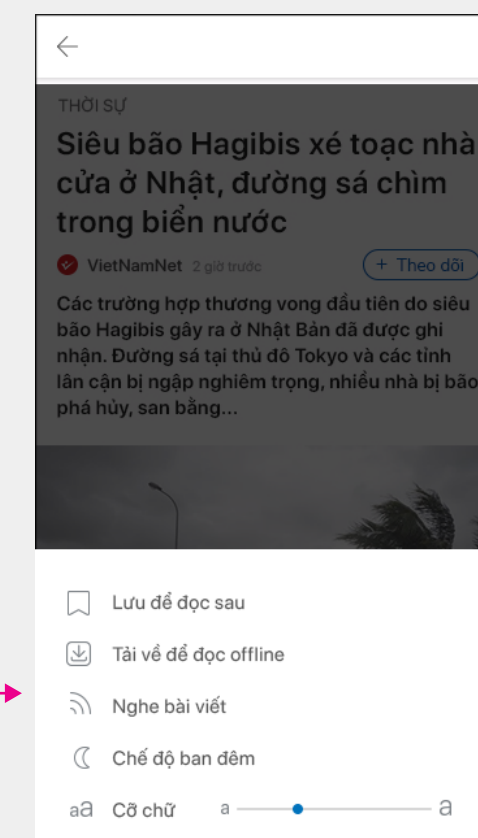 THỜI SỰ
Siêu bão Hagibis xé toạc nhà
cửa ở Nhật, đường sá chìm
trong biển nước
VietNamNet 2 giờ trước + Theo dõi
Các trường hợp thương vong đầu tiên do siêu
bão Hagibis gây ra ở Nhật Bản đã được ghi
nhận. Đường sá tại thủ đô Tokyo và các tỉnh
lân cận bị ngập nghiêm trọng, nhiều nhà bị bão
phá hủy, san bằng...
Lưu để đọc sau
Tải về để đọc offline
Nghe bài viết
Chế độ ban đêm
aa Cỡ chữ a a